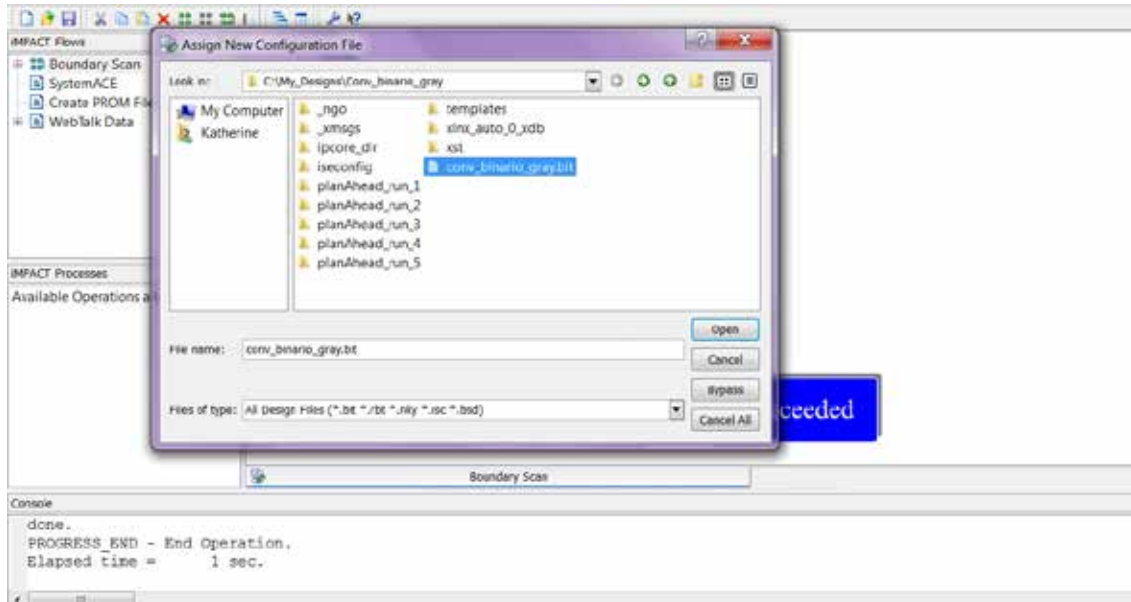 iMPACT Flows
Boundary Scan
SystemACE
Create PROM File
WebTalk Data
Assign New Configuration File
Look in:
C:\My_Designs\Conv_binario_gray
My Computer
Katherine
_ngo
_xmsgs
ipcore_dir
iseconfig
planAhead_run_1
planAhead_run_2
planAhead_run_3
planAhead_run_4
planAhead_run_5
templates
xlnx_auto_0_xdb
xst
conv_binario_gray.bit
File name: conv_binario_gray.bit
Files of type: All Design Files (*.bit *.rbt *.nky *.isc *.bsd)
Open
Cancel
Bypass
Cancel All
iMPACT Processes
Available Operations a
ceeded
Boundary Scan
Console
done.
PROGRESS_END - End Operation.
Elapsed time = 1 sec.